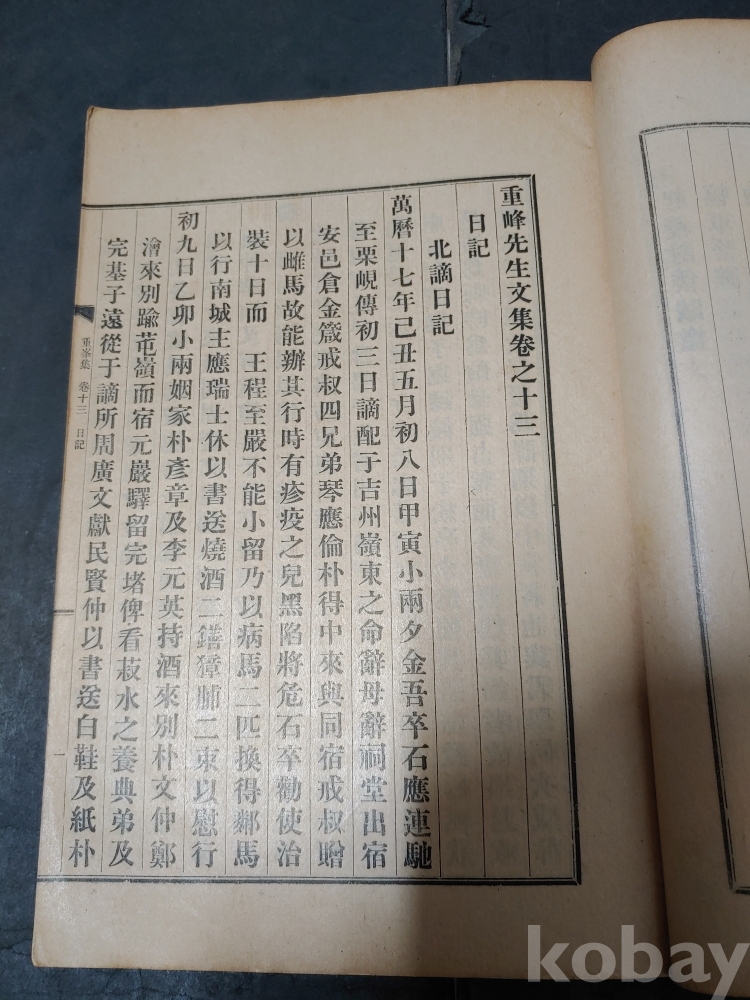 重峰先生文集卷之十三
日記
北謫日記
萬曆十七年己丑五月初八日甲寅小雨夕金吾卒石應連馳
至栗峴傳初三日謫配于吉州嶺東之命辭母辭祠堂出宿
安邑倉金箴戒叔四兄弟琴應倫朴得中來與同宿戒叔贈
以雌馬故能辦其行時有疹疫之兒黑陷將危石卒勸使治
裝十日而 王程至嚴不能小留乃以病馬二匹換得鄰馬
以行南城主應瑞士休以書送燒酒二鐥獐脯二束以慰行
初九日乙卯小雨姻家朴彥章及李元英持酒來別朴文仲鄭
澮來別踰芚嶺而宿元巖驛留完堵俾看菽水之養典弟及
完基子遠從于謫所周廣文獻民賢仲以書送白鞋及紙朴
重峯集 卷十三 日記
一
kobay